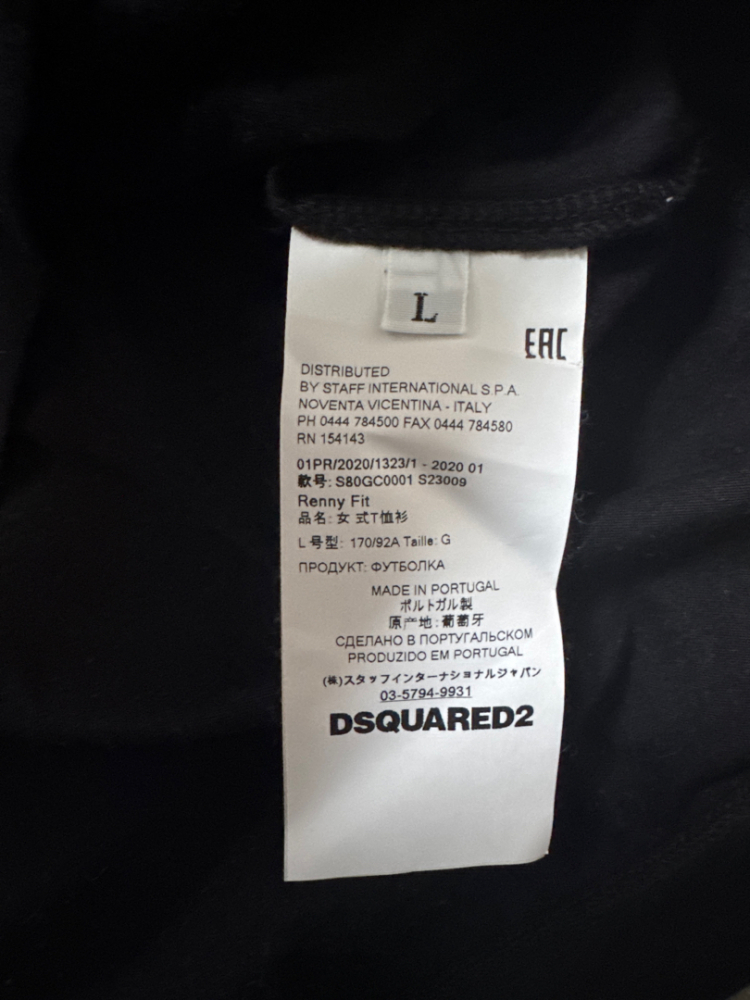 L
EAC
DISTRIBUTED
BY STAFF INTERNATIONAL S.P.A.
NOVENTA VICENTINA - ITALY
PH 0444 784500 FAX 0444 784580
RN 154143
01PR/2020/1323/1 - 2020 01
款号: S80GC0001 S23009
Renny Fit
品名: 女 式T恤衫
L 号型: 170/92A Taille: G
ПРОДУКТ: ФУТБОЛКА
MADE IN PORTUGAL
ポルトガル製
原产地: 葡萄牙
СДЕЛАНО В ПОРТУГАЛЬСКОМ
PRODUZIDO EM PORTUGAL
(株)スタッフインターナショナルジャパン
03-5794-9931
DSQUARED2